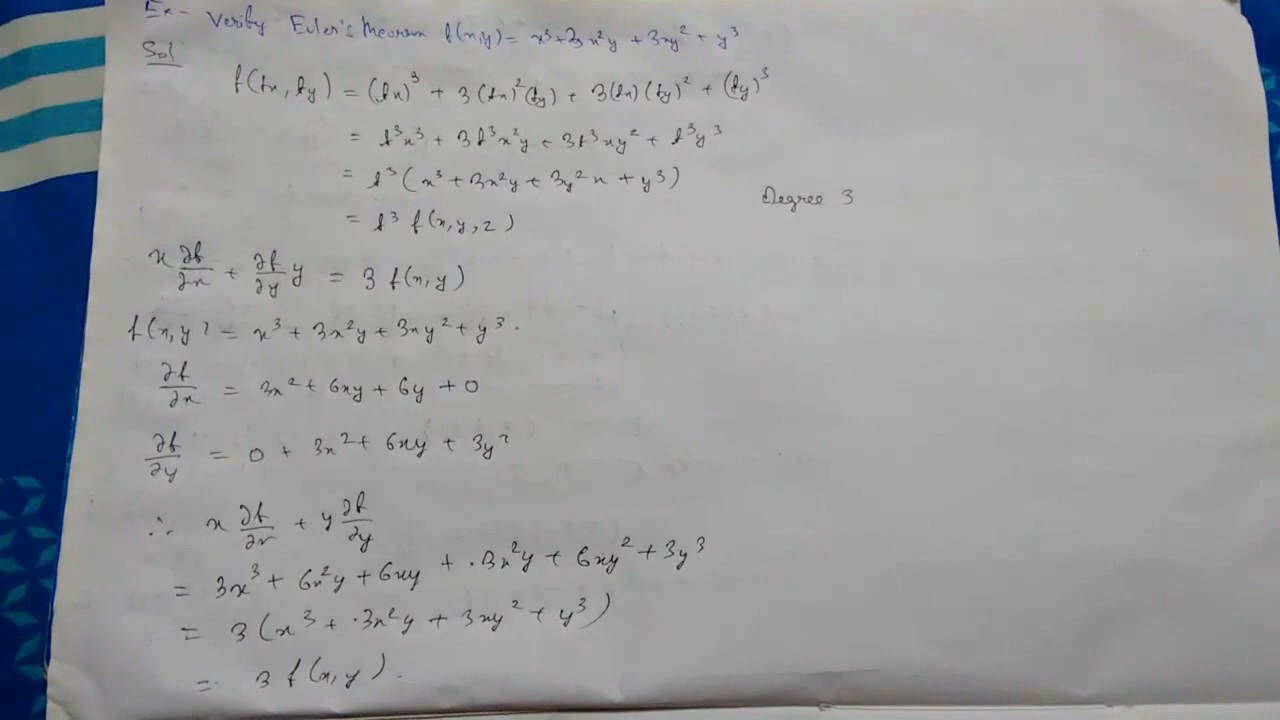 Ex - Verify Euler's theorem f(x,y) = x³ + 3x²y + 3xy² + y³
Sol
f(tx, ty) = (tx)³ + 3(tx)²(ty) + 3(tx)(ty)² + (ty)³
= t³x³ + 3t³x²y + 3t³xy² + t³y³
= t³(x³ + 3x²y + 3y²x + y³) Degree 3
= t³ f(x, y, z)
x ∂f/∂x + ∂f/∂y y = 3 f(x, y)
f(x, y) = x³ + 3x²y + 3xy² + y³.
∂f/∂x = 3x² + 6xy + 6y + 0
∂f/∂y = 0 + 3x² + 6xy + 3y²
∴ x ∂f/∂x + y ∂f/∂y
= 3x³ + 6x²y + 6xy + 3x²y + 6xy² + 3y³
= 3(x³ + 3x²y + 3xy² + y³)
= 3 f(x, y).